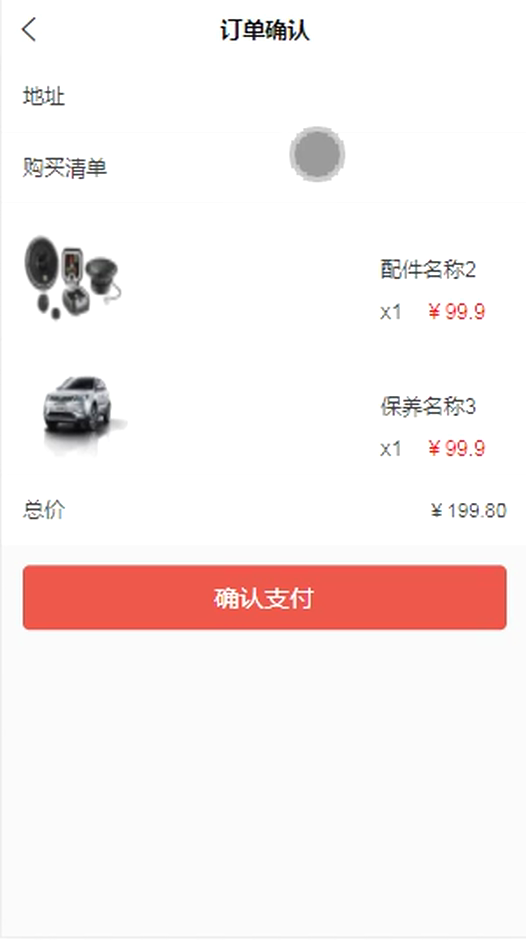 订单确认
地址
购买清单
配件名称2
x1 ¥ 99.9
保养名称3
x1 ¥ 99.9
总价 ¥ 199.80
确认支付